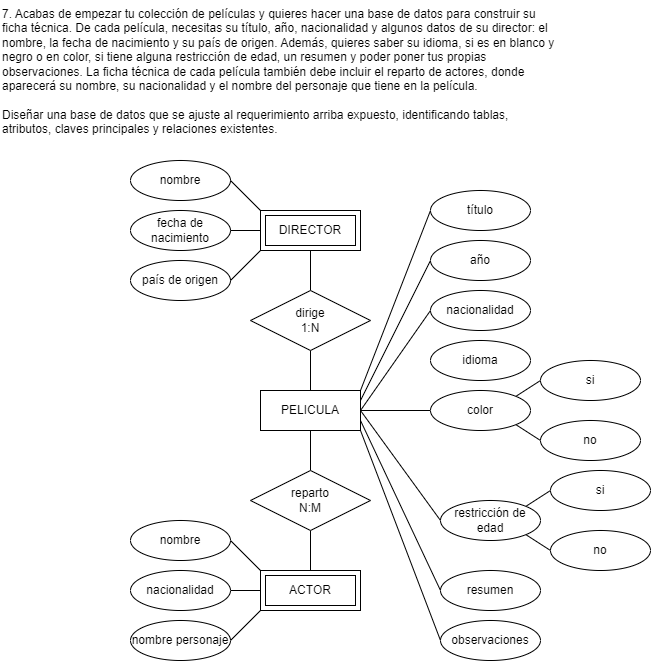 7. Acabas de empezar tu colección de películas y quieres hacer una base de datos para construir su
ficha técnica. De cada película, necesitas su título, año, nacionalidad y algunos datos de su director: el
nombre, la fecha de nacimiento y su país de origen. Además, quieres saber su idioma, si es en blanco y
negro o en color, si tiene alguna restricción de edad, un resumen y poder poner tus propias
observaciones. La ficha técnica de cada película también debe incluir el reparto de actores, donde
aparecerá su nombre, su nacionalidad y el nombre del personaje que tiene en la película.
Diseñar una base de datos que se ajuste al requerimiento arriba expuesto, identificando tablas,
atributos, claves principales y relaciones existentes.
nombre
fecha de
nacimiento
país de origen
DIRECTOR
dirige
1:N
PELICULA
reparto
N:M
nombre
nacionalidad
nombre personaje
ACTOR
título
año
nacionalidad
idioma
color
si
no
restricción de
edad
si
no
resumen
observaciones